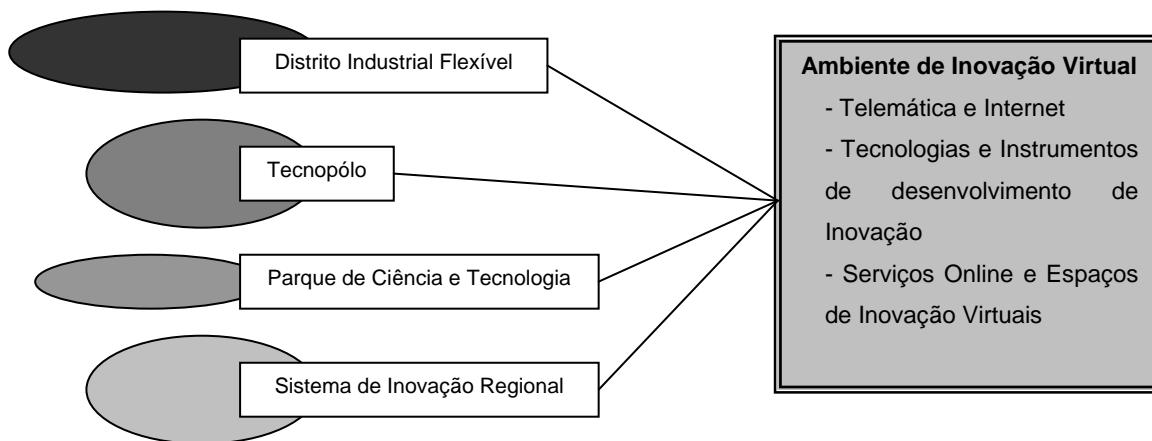 Distrito Industrial Flexível
Tecnopólo
Parque de Ciência e Tecnologia
Sistema de Inovação Regional
Ambiente de Inovação Virtual
- Telemática e Internet
- Tecnologias e Instrumentos
de desenvolvimento de
Inovação
- Serviços Online e Espaços
de Inovação Virtuais